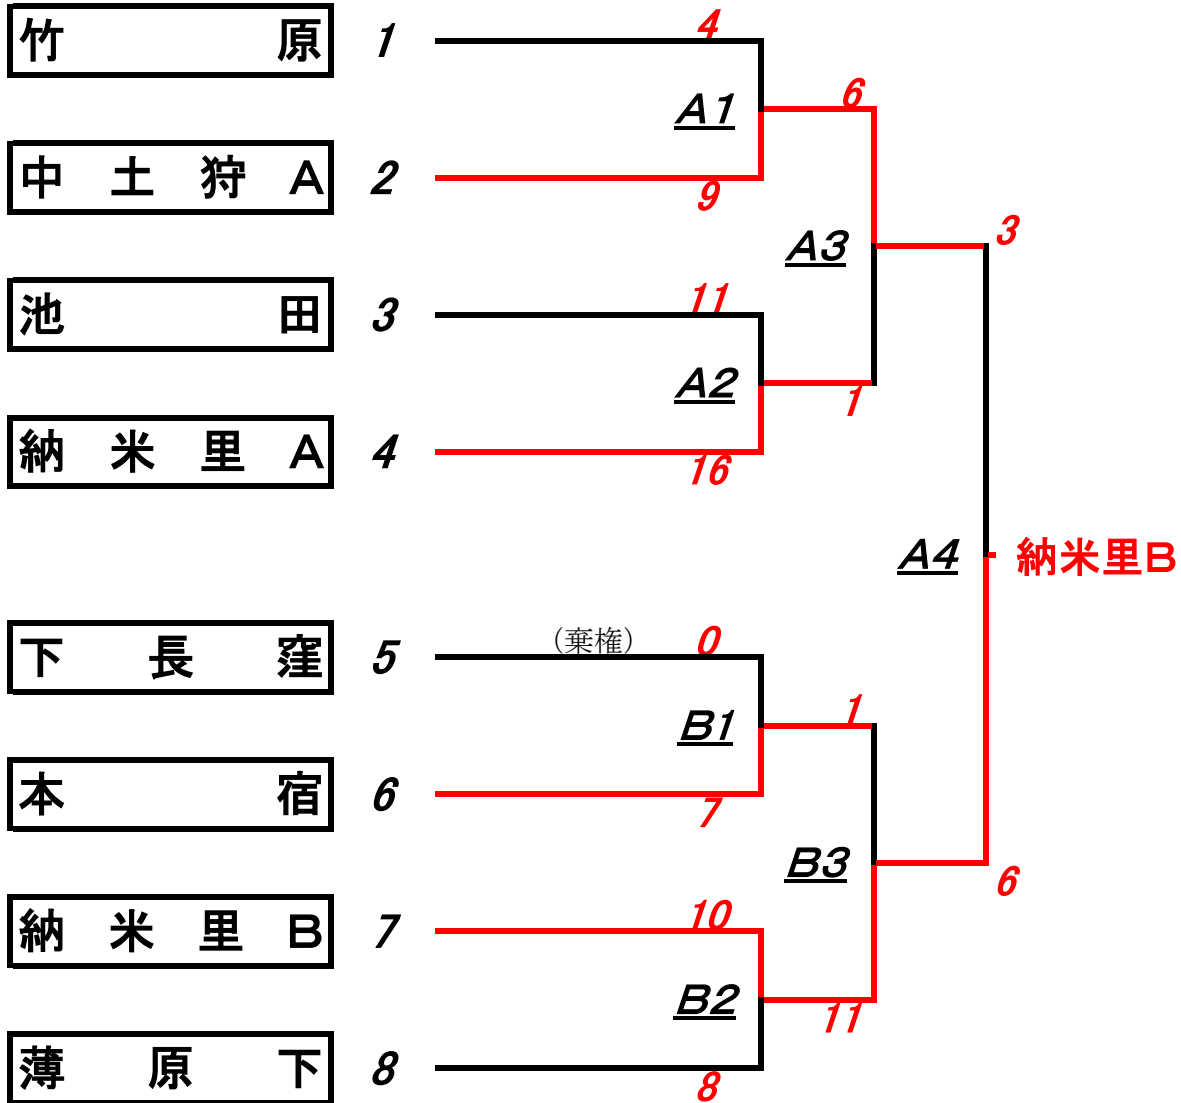 竹原 1 4
A1 6
中土狩A 2 9
A3 3
池田 3 11
A2 1
納米里A 4 16
A4 納米里B
下長窪 5 (棄権) 0
B1 1
本宿 6 7
B3 6
納米里B 7 10
B2 11
薄原下 8 8